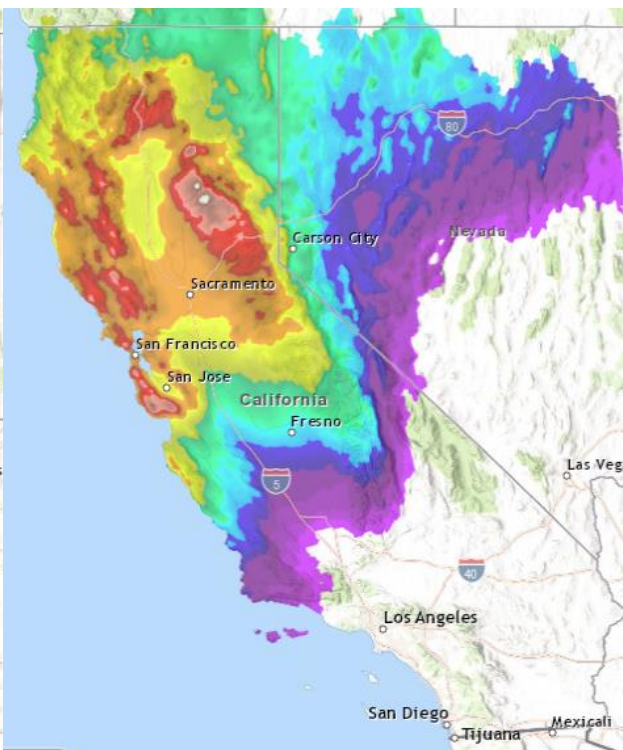 80
Carson City
Nevada
Sacramento
San Francisco
San Jose
California
Fresno
Las Veg
5
40
Los Angeles
San Diego
Mexicali
Tijuana